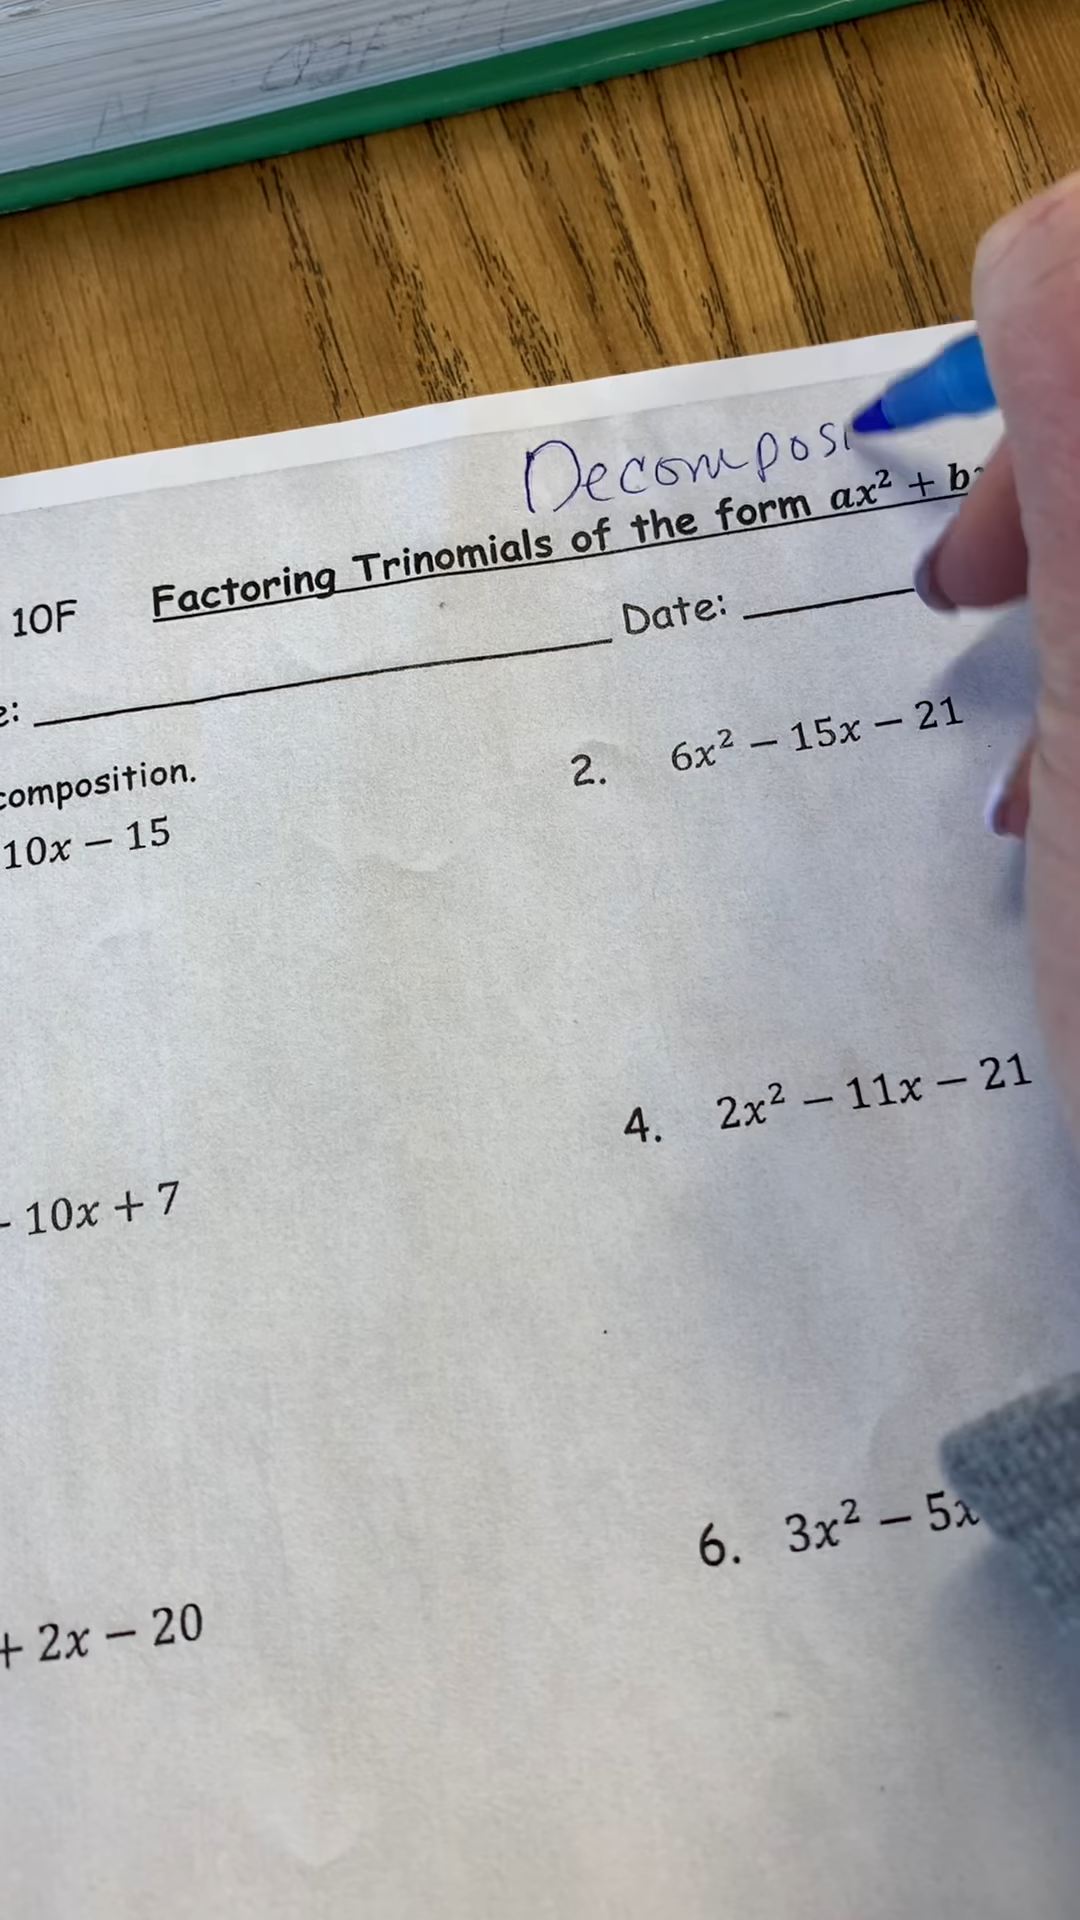 Decomposi
10F Factoring Trinomials of the form ax² + b
e: Date:
composition.
10x − 15
2. 6x² − 15x − 21
- 10x + 7
4. 2x² − 11x − 21
+ 2x − 20
6. 3x² − 5x